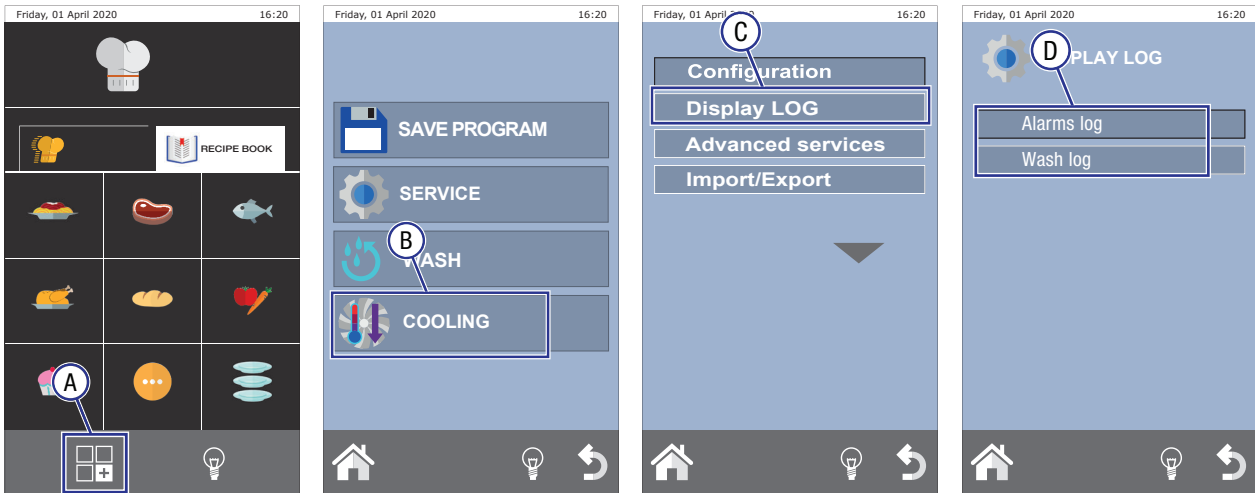 Friday, 01 April 2020 16:20
RECIPE BOOK
A
Friday, 01 April 2020 16:20
SAVE PROGRAM
SERVICE
B
ASH
COOLING
Friday, 01 April 2020 16:20
C
Configuration
Display LOG
Advanced services
Import/Export
Friday, 01 April 2020 16:20
D
PLAY LOG
Alarms log
Wash log